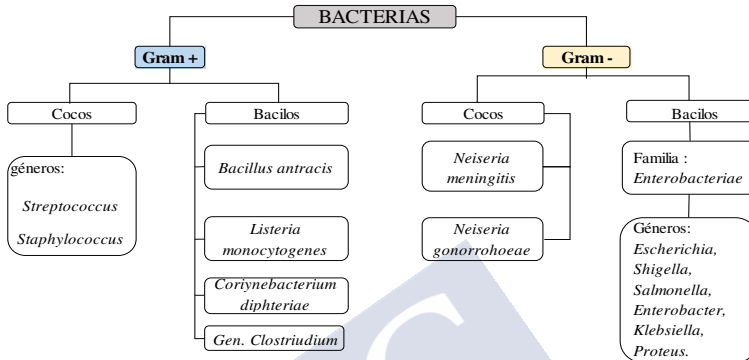 BACTERIAS
Gram +
Gram -
Cocos
Bacilos
Cocos
Bacilos
géneros:
Streptococcus
Staphylococcus
Bacillus antracis
Listeria
monocytogenes
Coriynebacterium
diphteriae
Gen. Clostriudium
Neiseria
meningitis
Neiseria
gonorrohoeae
Familia :
Enterobacteriae
Géneros:
Escherichia,
Shigella,
Salmonella,
Enterobacter,
Klebsiella,
Proteus.